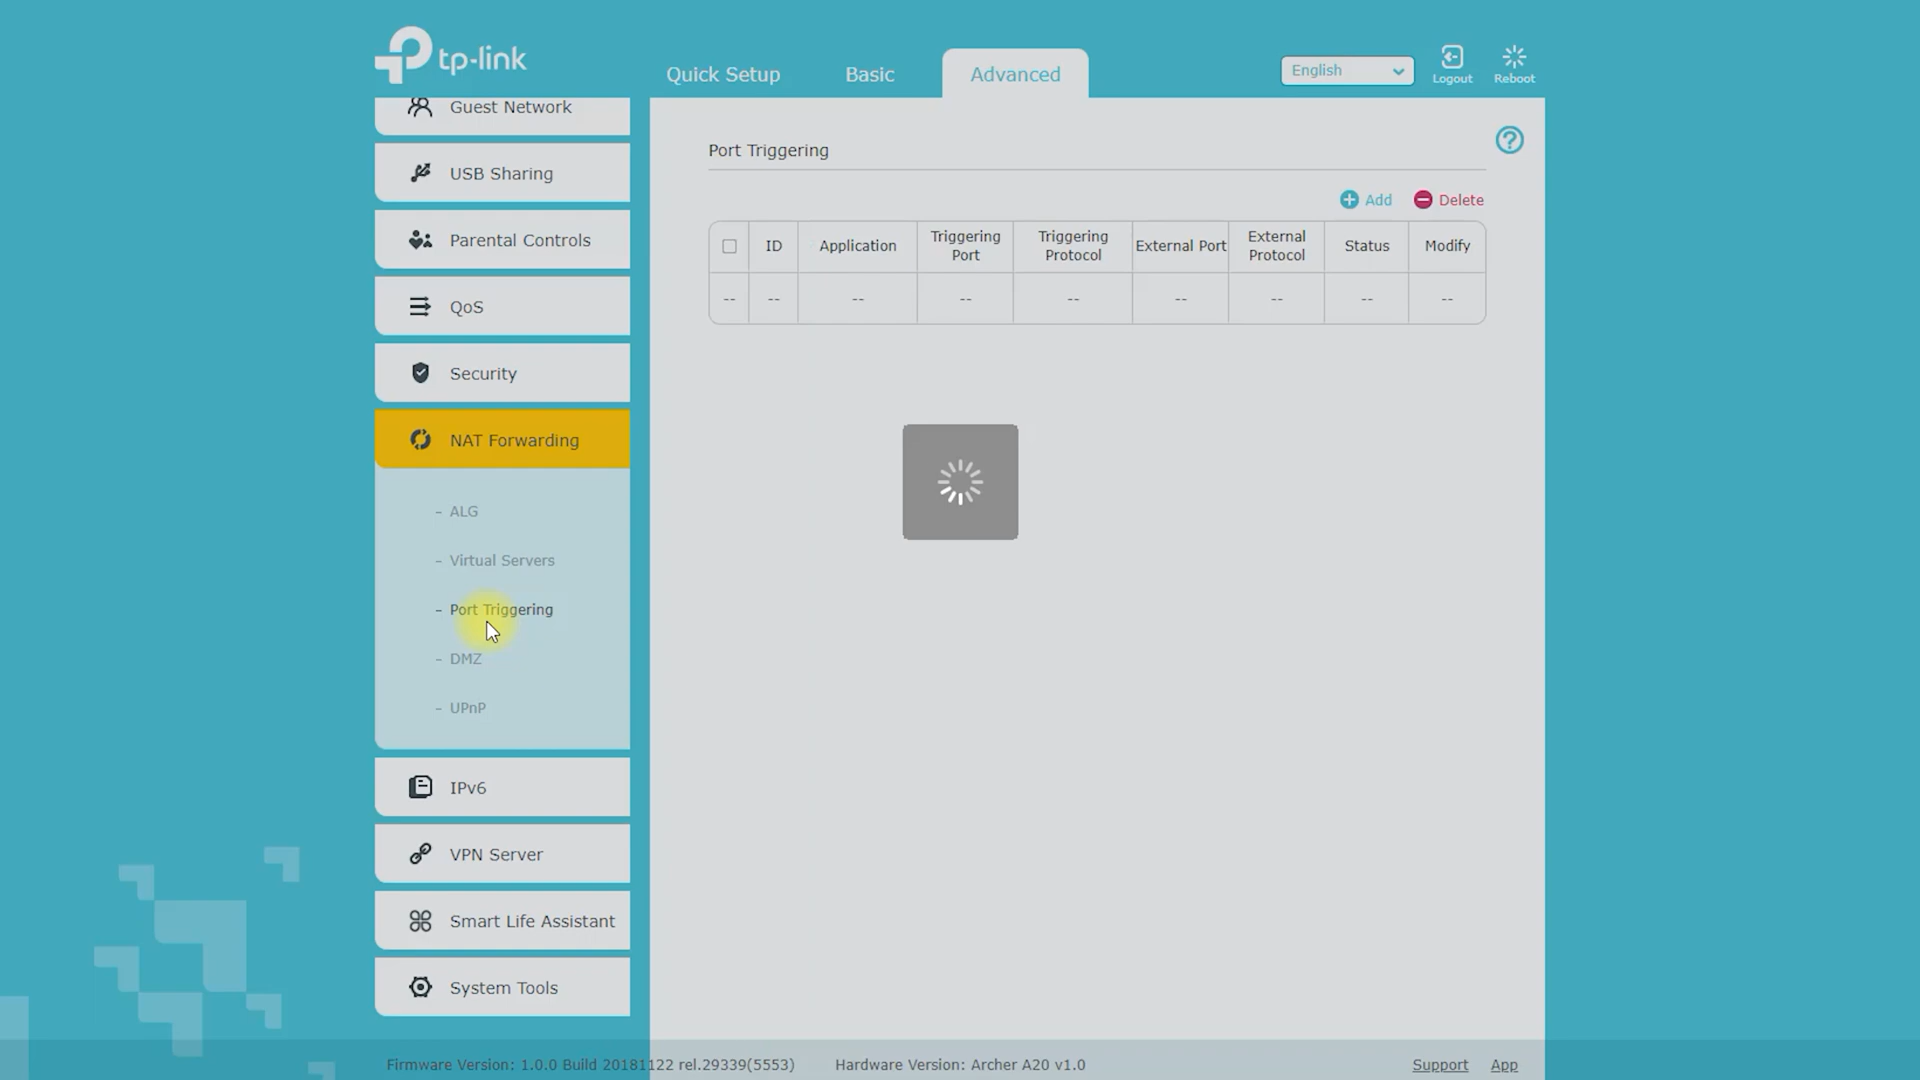 tp-link
Quick Setup
Basic
Advanced
English
Logout
Reboot
Guest Network
USB Sharing
Parental Controls
QoS
Security
NAT Forwarding
- ALG
- Virtual Servers
- Port Triggering
- DMZ
- UPnP
IPv6
VPN Server
Smart Life Assistant
System Tools
Port Triggering
?
Add
Delete
ID
Application
Triggering
Port
Triggering
Protocol
External Port
External
Protocol
Status
Modify
-- -- -- -- -- -- -- -- --
Firmware Version: 1.0.0 Build 20181122 rel.29339(5553)
Hardware Version: Archer A20 v1.0
Support
App